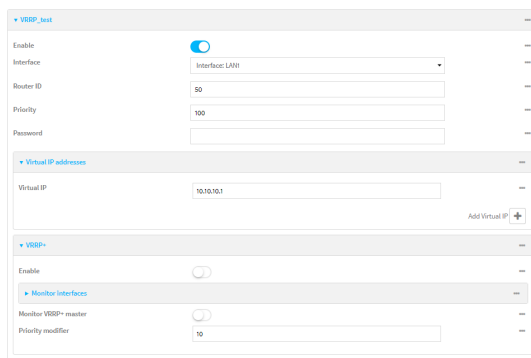 VRRP_test
Enable
Interface Interface: LAN1
Router ID 50
Priority 100
Password
Virtual IP addresses
Virtual IP 10.10.10.1
Add Virtual IP
VRRP+
Enable
Monitor Interfaces
Monitor VRRP+ master
Priority modifier 10